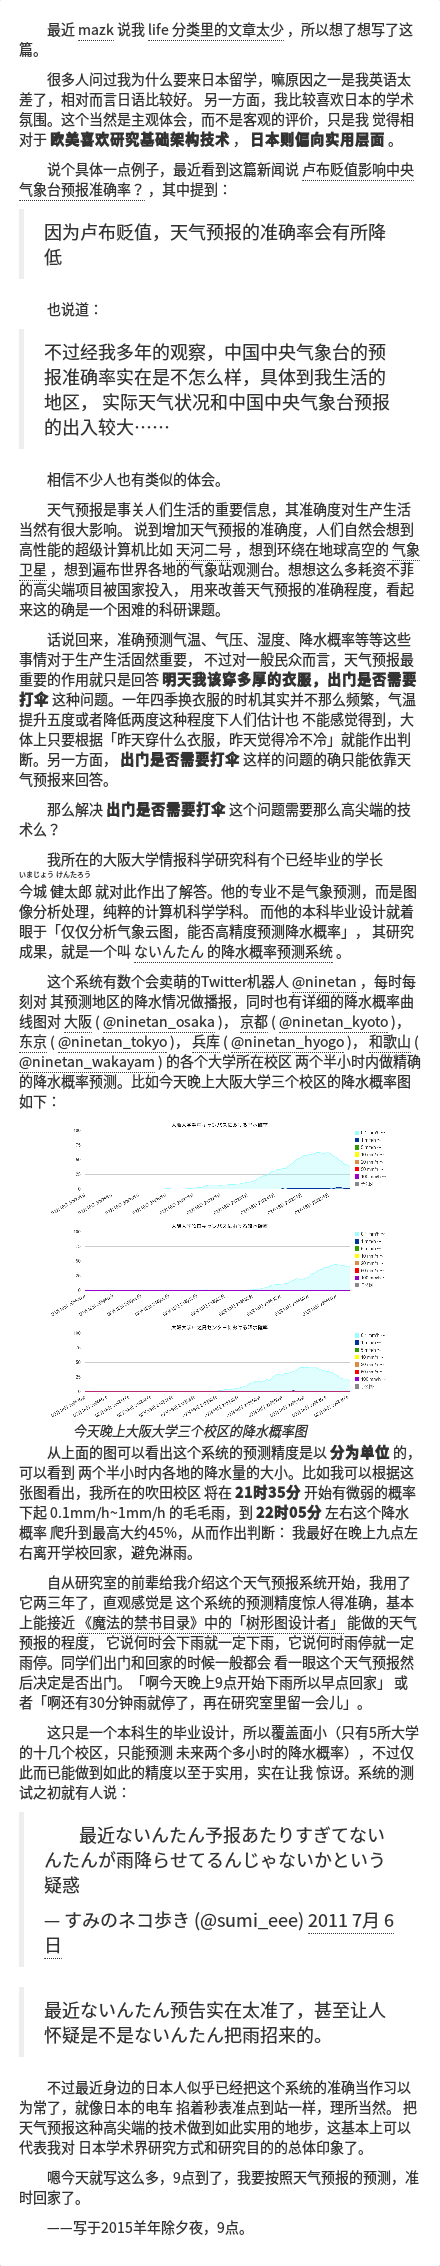 最近 mazk 说我 life 分类里的文章太少 ，所以想了想写了这
篇。
很多人问过我为什么要来日本留学，嘛原因之一是我英语太
差了，相对而言日语比较好。 另一方面，我比较喜欢日本的学术
氛围。这个当然是主观体会，而不是客观的评价，只是我 觉得相
对于 欧美喜欢研究基础架构技术 ， 日本则偏向实用层面 。
说个具体一点例子，最近看到这篇新闻说 卢布贬值影响中央
气象台预报准确率？ ，其中提到：
因为卢布贬值，天气预报的准确率会有所降
低
也说道：
不过经我多年的观察，中国中央气象台的预
报准确率实在是不怎么样，具体到我生活的
地区， 实际天气状况和中国中央气象台预报
的出入较大……
相信不少人也有类似的体会。
天气预报是事关人们生活的重要信息，其准确度对生产生活
当然有很大影响。 说到增加天气预报的准确度，人们自然会想到
高性能的超级计算机比如 天河二号 ，想到环绕在地球高空的 气象
卫星 ，想到遍布世界各地的气象站观测台。想想这么多耗资不菲
的高尖端项目被国家投入， 用来改善天气预报的准确程度，看起
来这的确是一个困难的科研课题。
话说回来，准确预测气温、气压、湿度、降水概率等等这些
事情对于生产生活固然重要， 不过对一般民众而言，天气预报最
重要的作用就只是回答 明天我该穿多厚的衣服，出门是否需要
打伞 这种问题。一年四季换衣服的时机其实并不那么频繁，气温
提升五度或者降低两度这种程度下人们估计也 不能感觉得到，大
体上只要根据「昨天穿什么衣服，昨天觉得冷不冷」就能作出判
断。另一方面， 出门是否需要打伞 这样的问题的确只能依靠天
气预报来回答。
那么解决 出门是否需要打伞 这个问题需要那么高尖端的技
术么？
我所在的大阪大学情报科学研究科有个已经毕业的学长
いまじょう けんたろう
今城 健太郎 就对此作出了解答。他的专业不是气象预测，而是图
像分析处理，纯粹的计算机科学学科。 而他的本科毕业设计就着
眼于「仅仅分析气象云图，能否高精度预测降水概率」， 其研究
成果，就是一个叫 ないんたん 的降水概率预测系统 。
这个系统有数个会卖萌的Twitter机器人 @ninetan ，每时每
刻对 其预测地区的降水情况做播报，同时也有详细的降水概率曲
线图对 大阪 ( @ninetan_osaka )， 京都 ( @ninetan_kyoto )，
东京 ( @ninetan_tokyo )， 兵库 ( @ninetan_hyogo )， 和歌山 (
@ninetan_wakayam ) 的各个大学所在校区 两个半小时内做精确
的降水概率预测。比如今天晚上大阪大学三个校区的降水概率图
如下：
100
75
50
25
0
100
75
50
25
0
100
75
50
25
0
今天晚上大阪大学三个校区的降水概率图
从上面的图可以看出这个系统的预测精度是以 分为单位 的，
可以看到 两个半小时内各地的降水量的大小。比如我可以根据这
张图看出，我所在的吹田校区 将在 21时35分 开始有微弱的概率
下起 0.1mm/h~1mm/h 的毛毛雨，到 22时05分 左右这个降水
概率 爬升到最高大约45%，从而作出判断： 我最好在晚上九点左
右离开学校回家，避免淋雨。
自从研究室的前辈给我介绍这个天气预报系统开始，我用了
它两三年了，直观感觉是 这个系统的预测精度惊人得准确，基本
上能接近 《魔法的禁书目录》中的「树形图设计者」 能做的天气
预报的程度， 它说何时会下雨就一定下雨，它说何时雨停就一定
雨停。同学们出门和回家的时候一般都会 看一眼这个天气预报然
后决定是否出门。「啊今天晚上9点开始下雨所以早点回家」 或
者「啊还有30分钟雨就停了，再在研究室里留一会儿」。
这只是一个本科生的毕业设计，所以覆盖面小（只有5所大学
的十几个校区，只能预测 未来两个多小时的降水概率），不过仅
此而已能做到如此的精度以至于实用，实在让我 惊讶。系统的测
试之初就有人说：
最近ないんたん予报あたりすぎてない
んたんが雨降らせてるんじゃないかという
疑惑
— すみのネコ歩き (@sumi_eee) 2011 7月 6
日
最近ないんたん预告实在太准了，甚至让人
怀疑是不是ないんたん把雨招来的。
不过最近身边的日本人似乎已经把这个系统的准确当作习以
为常了，就像日本的电车 掐着秒表准点到站一样，理所当然。 把
天气预报这种高尖端的技术做到如此实用的地步，这基本上可以
代表我对 日本学术界研究方式和研究目的的总体印象了。
嗯今天就写这么多，9点到了，我要按照天气预报的预测，准
时回家了。
——写于2015羊年除夕夜，9点。